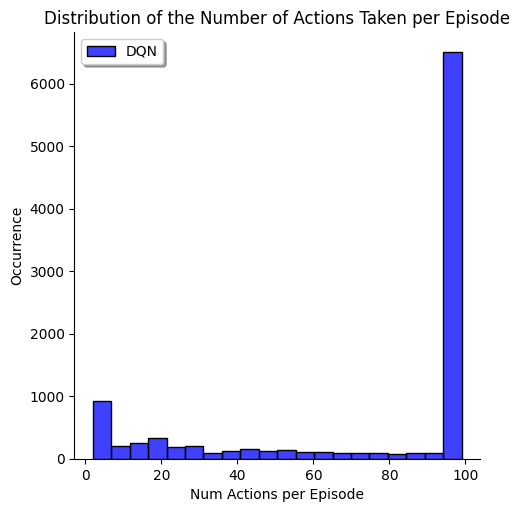 Distribution of the Number of Actions Taken per Episode
DQN
6000
5000
4000
3000
2000
1000
0
Occurrence
0 20 40 60 80 100
Num Actions per Episode